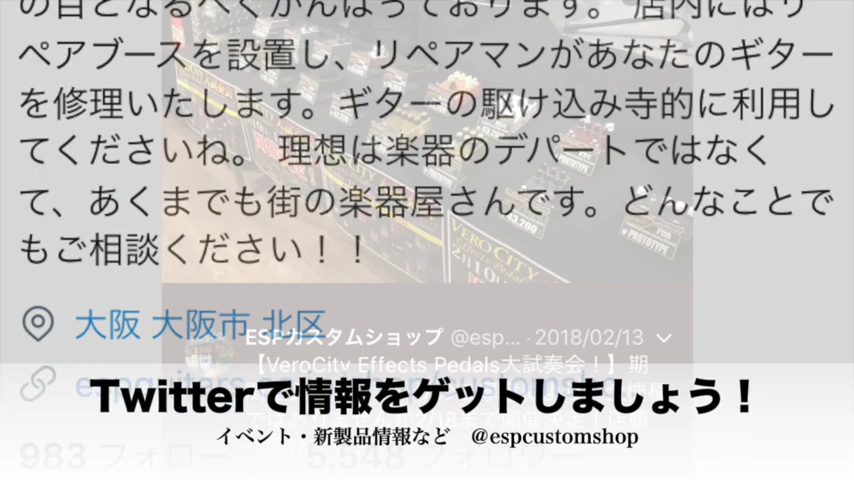 の台となるべくがんばっております。 店内にはリ
ペアブースを設置し、リペアマンがあなたのギター
を修理いたします。ギターの駆け込み寺的に利用し
てくださいね。 理想は楽器のデパートではなく
て、あくまでも街の楽器屋さんです。どんなことで
もご相談ください！！
VEROCITY
Effects Pedal
PROTOTYPE
大阪 大阪市 北区
ESPカスタムショップ @esp... · 2018/02/13
【VeroCity Effects Pedals大試奏会！】期
Twitterで情報をゲットしましょう！
イベント・新製品情報など @espcustomshop
983 フォロー 5,548 フォロワー